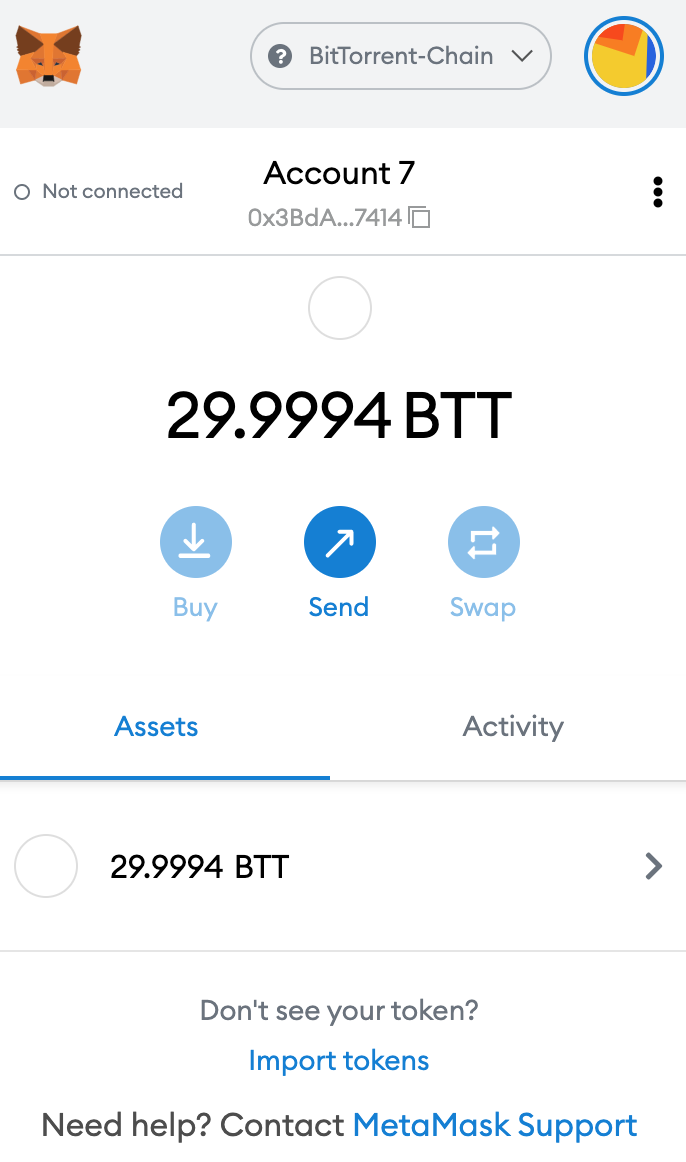 BitTorrent-Chain
Not connected
Account 7
0x3BdA...7414
29.9994 BTT
Buy
Send
Swap
Assets
Activity
29.9994 BTT
Don't see your token?
Import tokens
Need help? Contact MetaMask Support